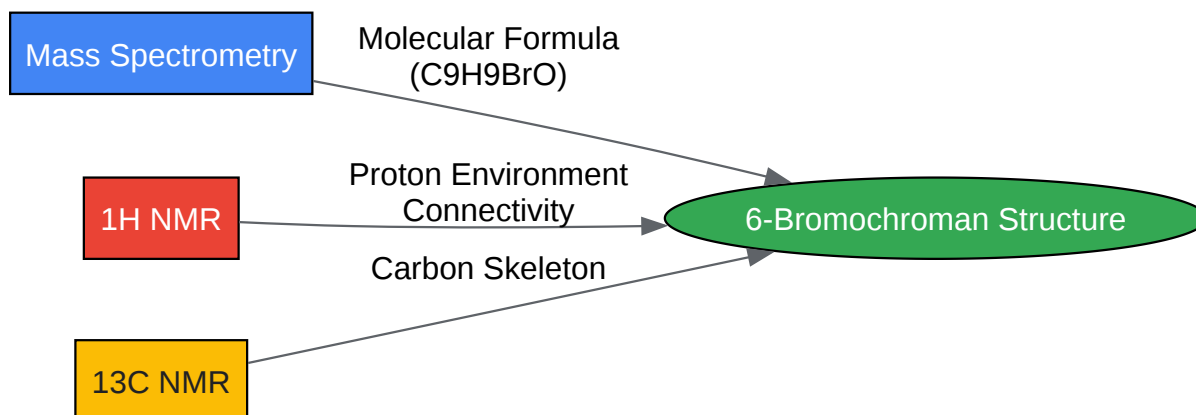 Mass Spectrometry
Molecular Formula
(C9H9BrO)
1H NMR
Proton Environment
Connectivity
6-Bromochroman Structure
Carbon Skeleton
13C NMR